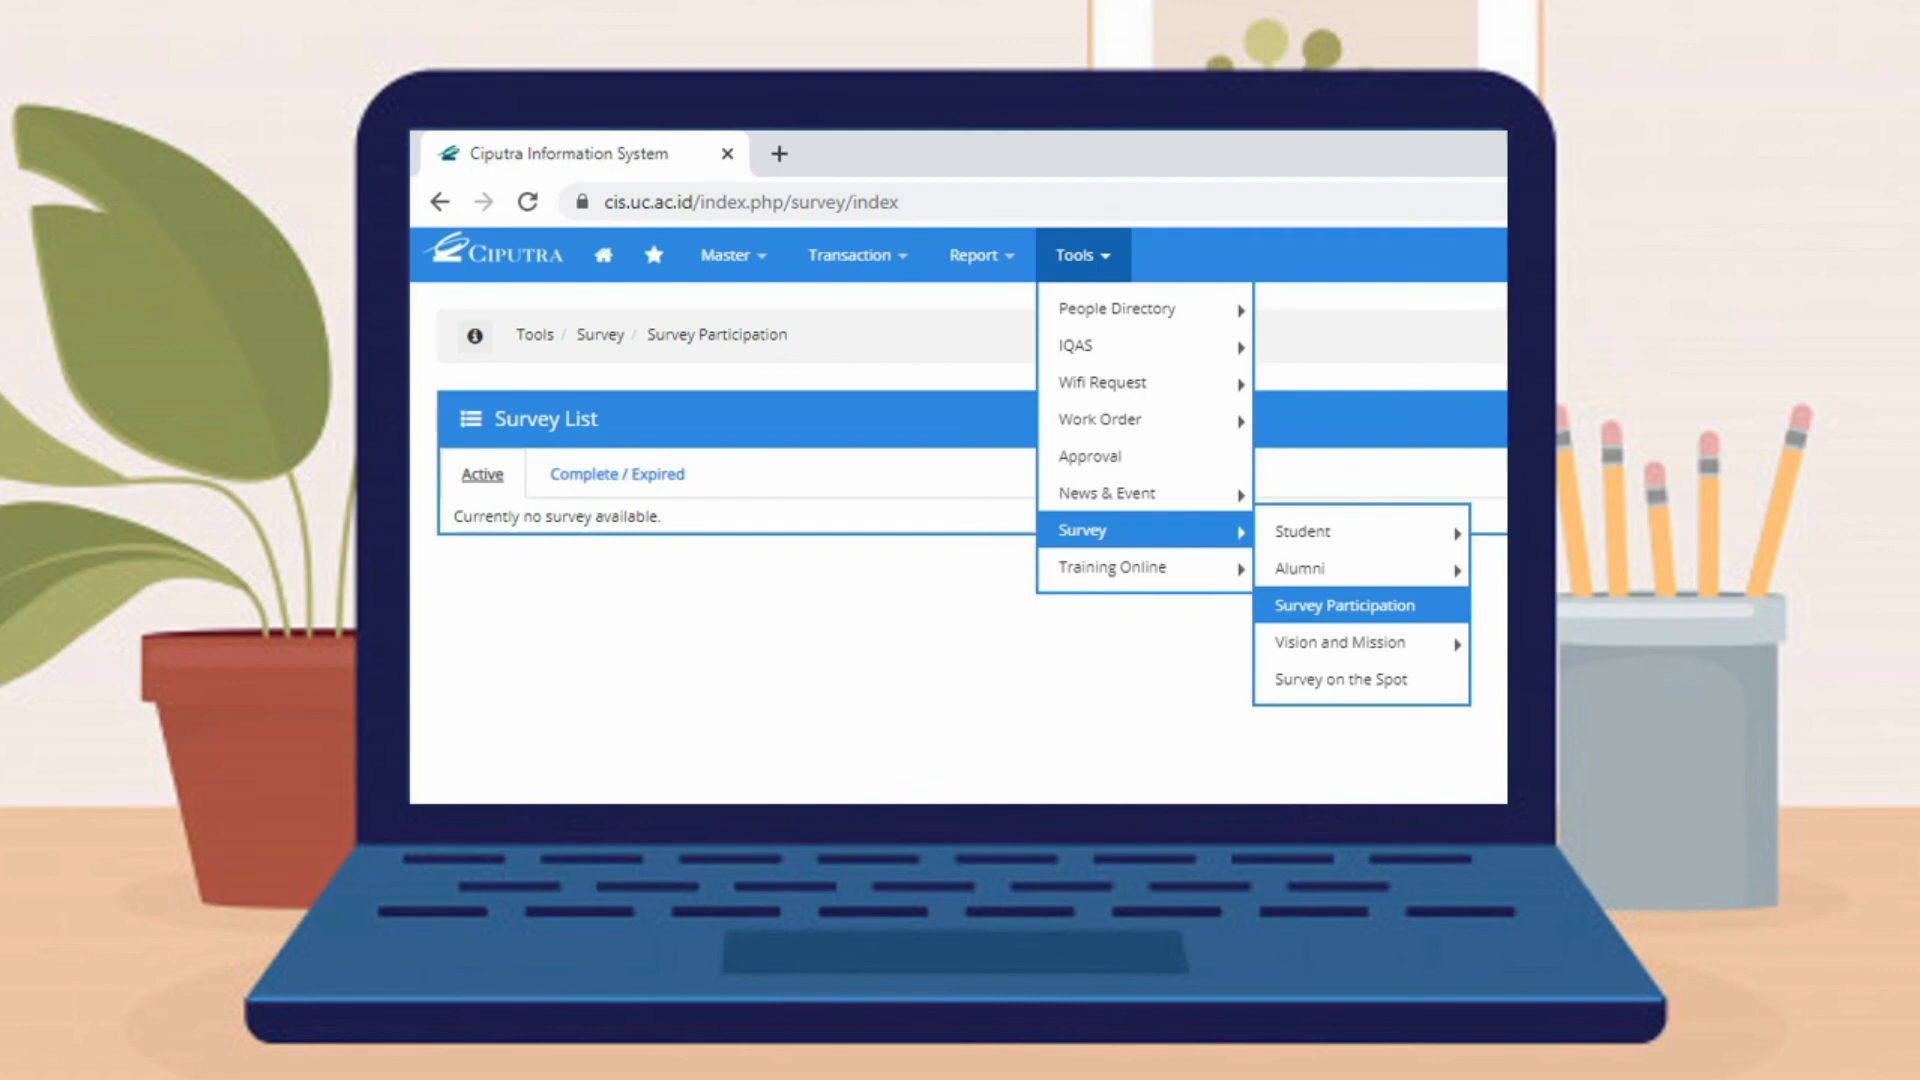 Ciputra Information System
cis.uc.ac.id/index.php/survey/index
CIPUTRA Master Transaction Report Tools
Tools / Survey / Survey Participation
Survey List
Active Complete / Expired
Currently no survey available.
People Directory
IQAS
Wifi Request
Work Order
Approval
News & Event
Survey
Training Online
Student
Alumni
Survey Participation
Vision and Mission
Survey on the Spot